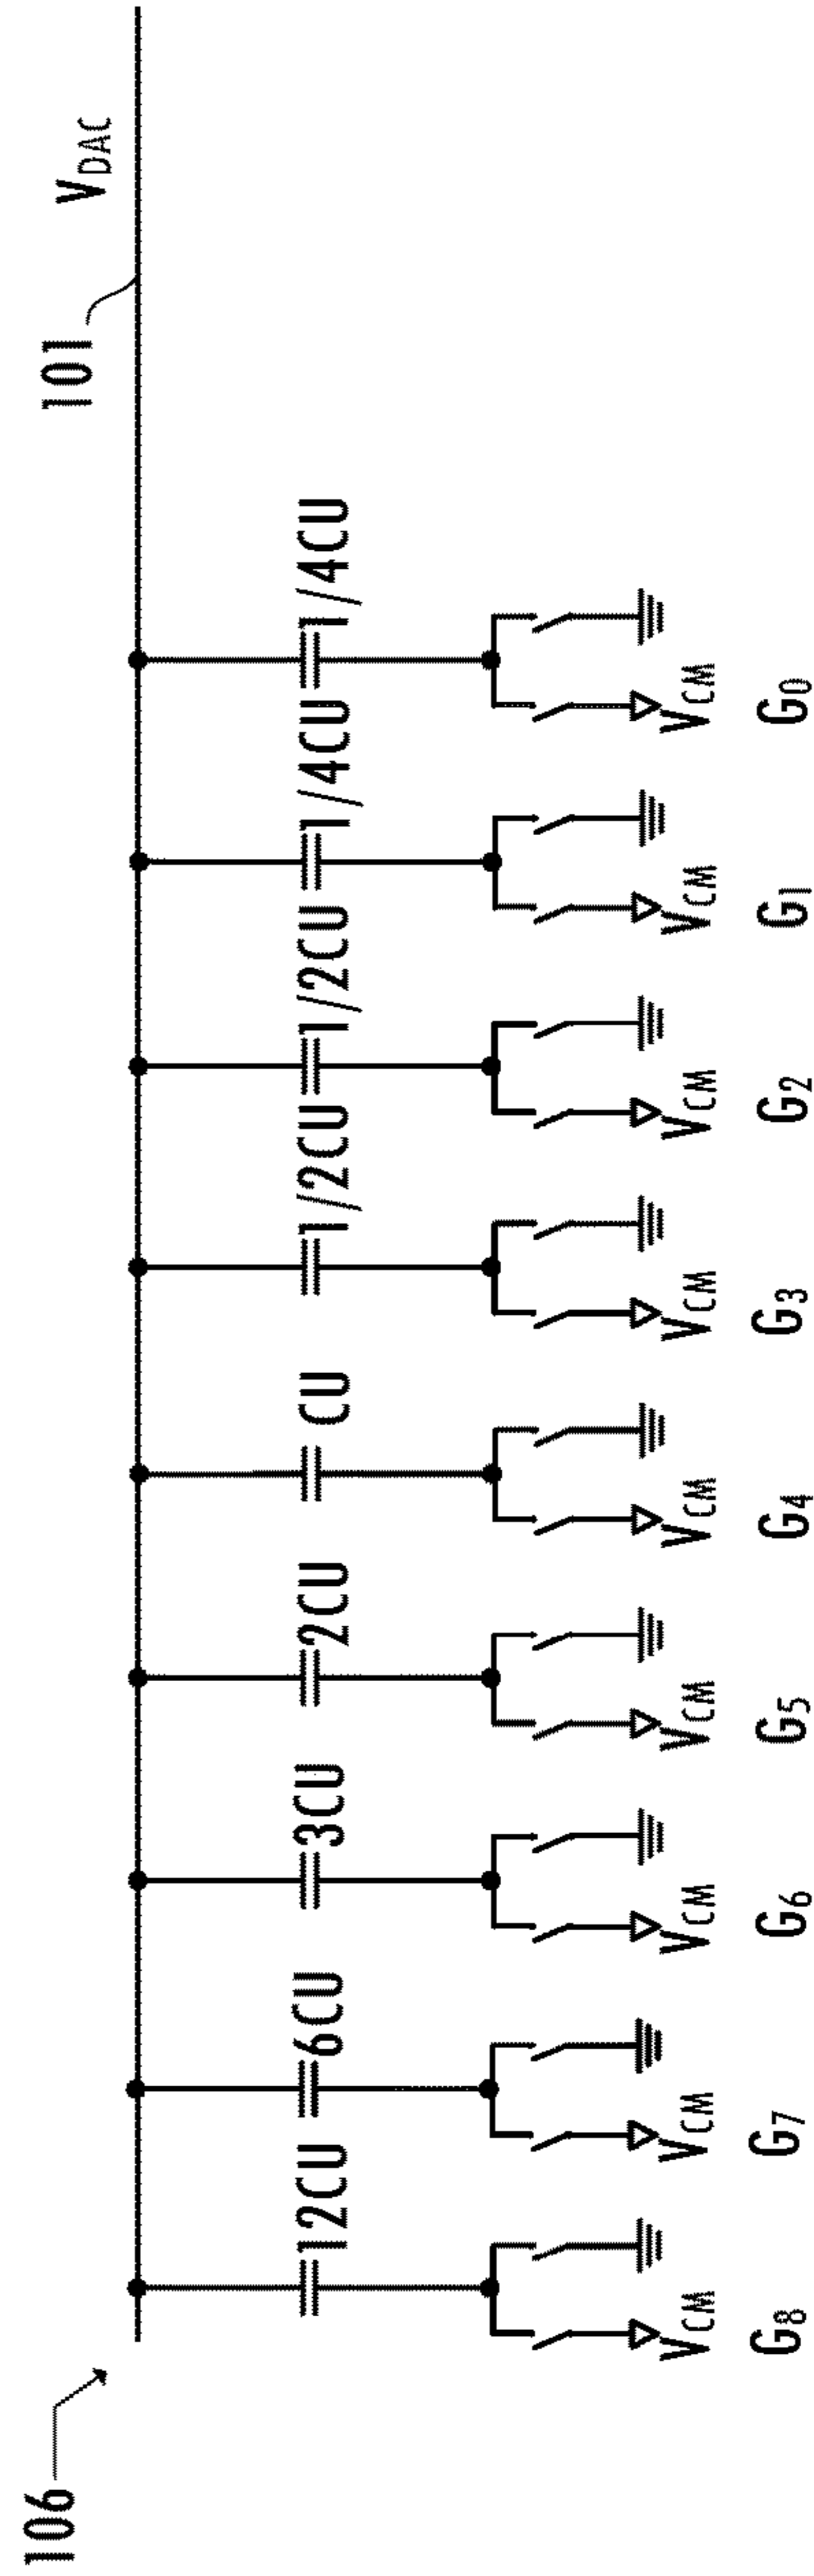 106
101
V_DAC
12CU
6CU
3CU
2CU
CU
1/2CU
1/2CU
1/4CU
1/4CU
V_CM
V_CM
V_CM
V_CM
V_CM
V_CM
V_CM
V_CM
V_CM
G_8
G_7
G_6
G_5
G_4
G_3
G_2
G_1
G_0